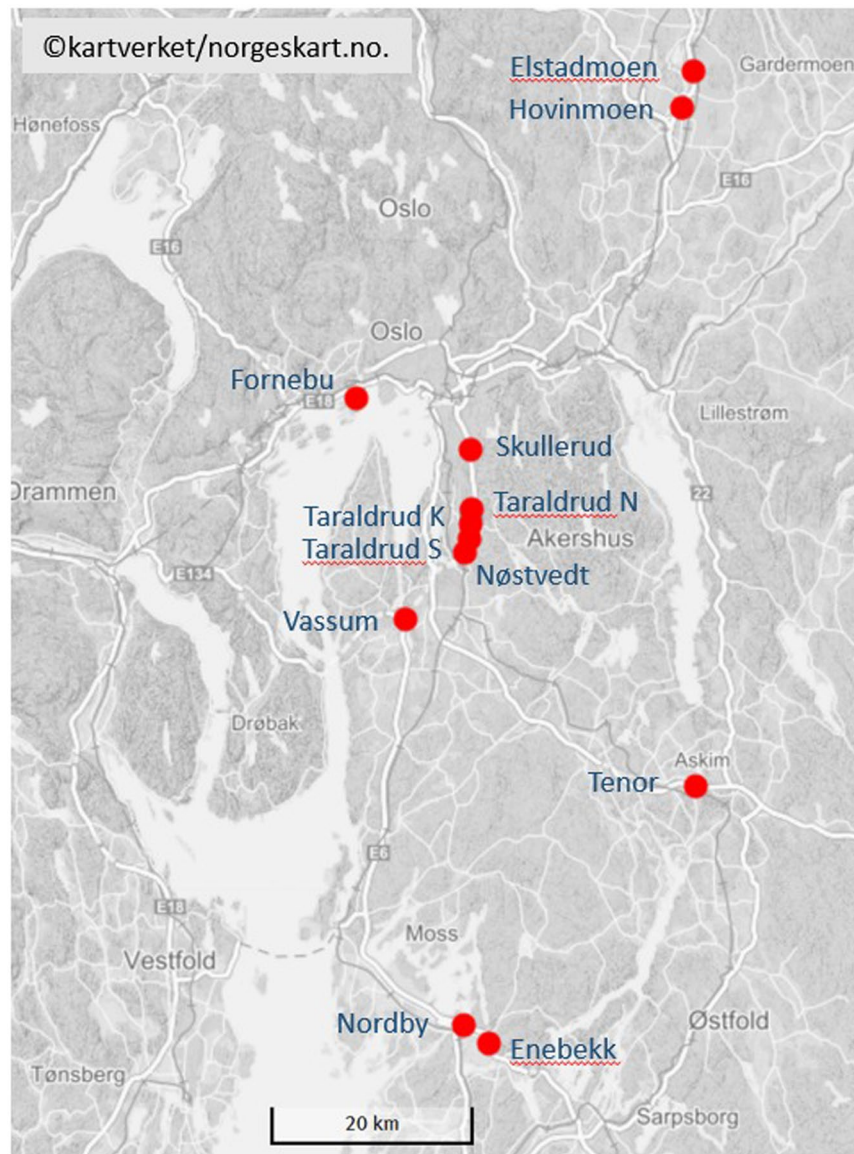 ©kartverket/norgeskart.no.
Elstadmoen
Gardermoen
Hovinmoen
Hønefoss
E16
Oslo
E16
Oslo
Fornebu
E18
Lillestrøm
Skullerud
Drammen
22
Taraldrud N
Taraldrud K
Akershus
Taraldrud S
E134
Nøstvedt
Vassum
Drøbak
Askim
Tenor
E6
E18
Moss
Vestfold
Nordby
Østfold
Enebekk
Tønsberg
20 km
Sarpsborg